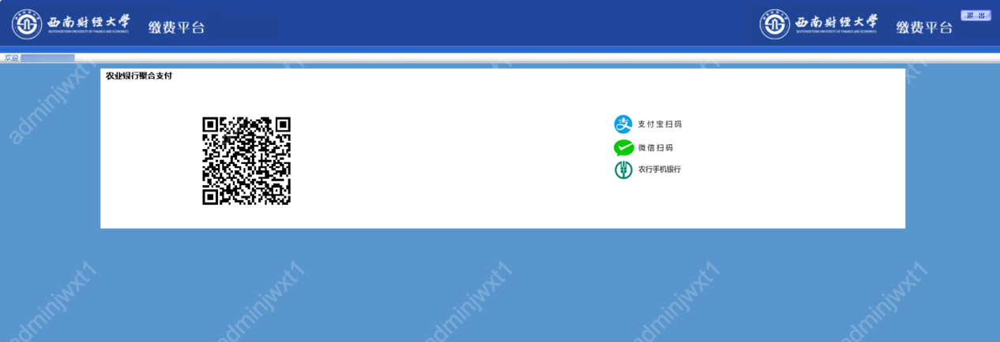 西南财经大学
SOUTHWESTERN UNIVERSITY OF FINANCE AND ECONOMICS
缴费平台
西南财经大学
SOUTHWESTERN UNIVERSITY OF FINANCE AND ECONOMICS
缴费平台
退 出
欢迎
农业银行聚合支付
支付宝扫码
微信扫码
农行手机银行
adminjwxt1
adminjwxt1
adminjwxt1
adminjwxt1
adminjwxt1
adminjwxt1